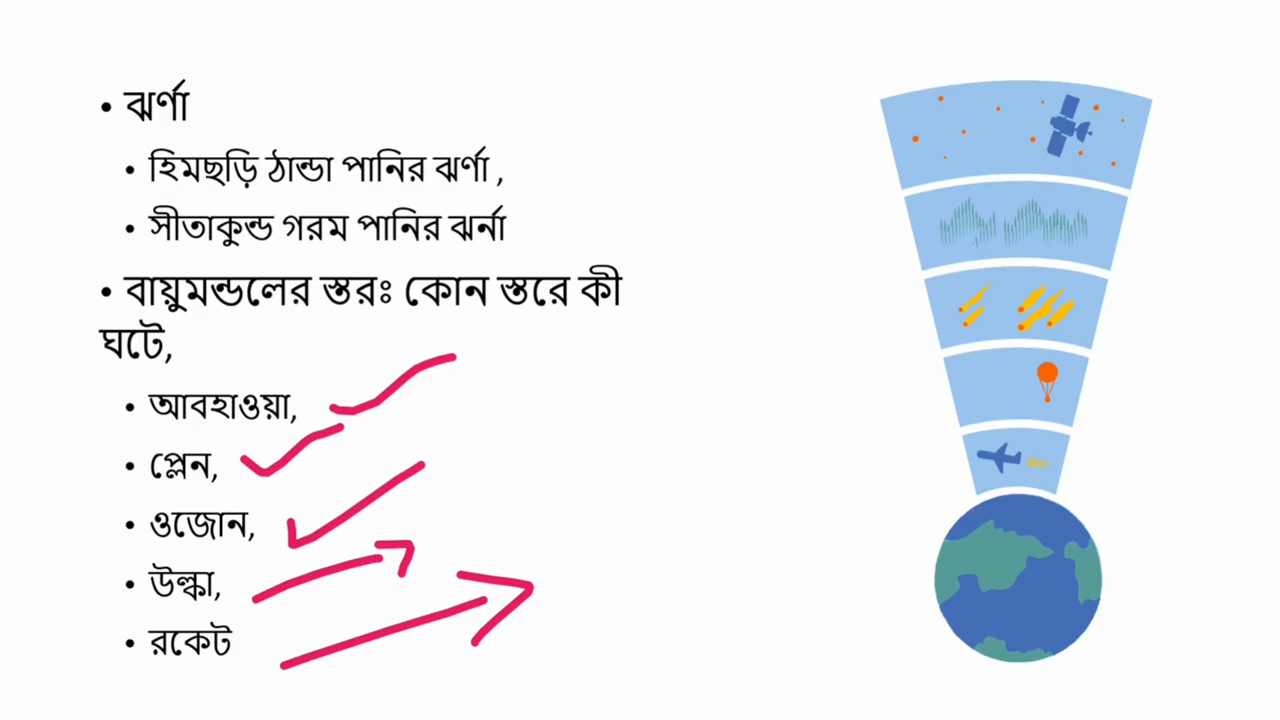 • ঝর্ণা
• হিমছড়ি ঠান্ডা পানির ঝর্ণা ,
• সীতাকুন্ড গরম পানির ঝর্না
• বায়ুমন্ডলের স্তরঃ কোন স্তরে কী
ঘটে,
• আবহাওয়া,
• প্লেন,
• ওজোন,
• উল্কা,
• রকেট